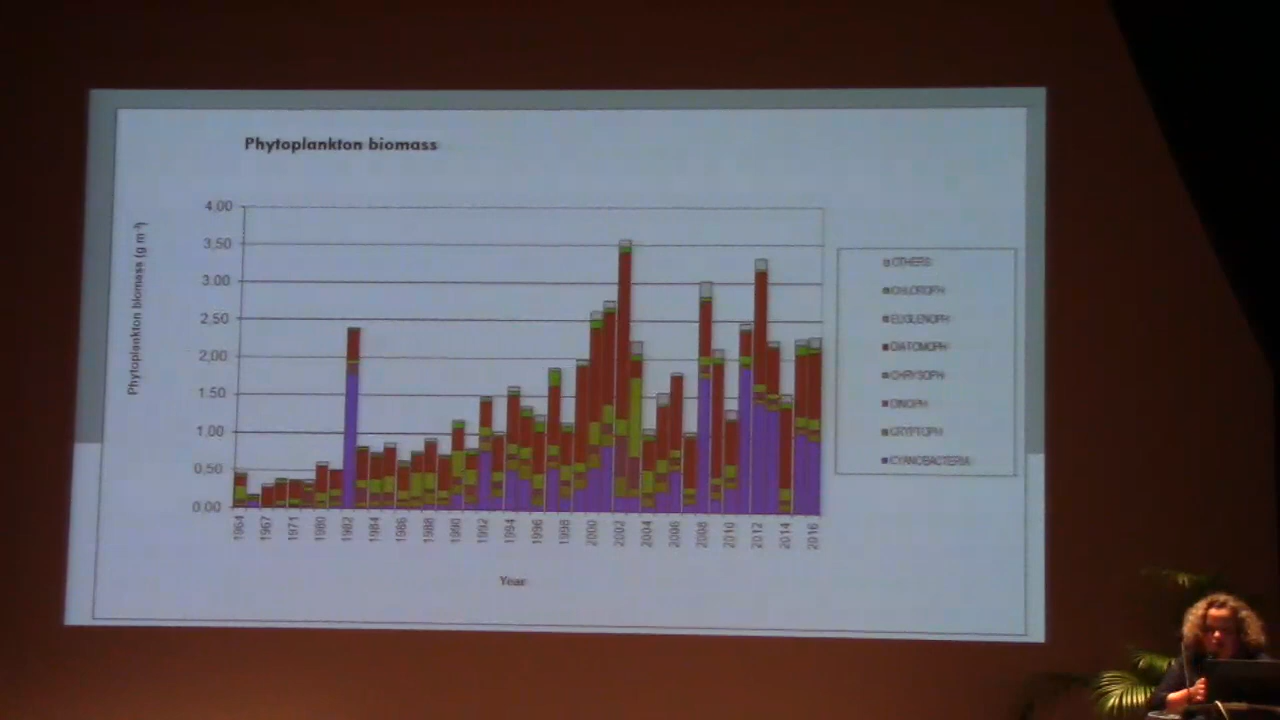 Phytoplankton biomass
Phytoplankton biomass (g m⁻³)
4,00
3,50
3,00
2,50
2,00
1,50
1,00
0,50
0,00
1964
1967
1971
1980
1982
1984
1986
1988
1990
1992
1994
1996
1998
2000
2002
2004
2006
2008
2010
2012
2014
2016
Year
OTHERS
CHLOROPH
EUGLENOPH
DIATOMOPH
CHRYSOPH
DINOPH
CRYPTOPH
CYANOBACTERIA